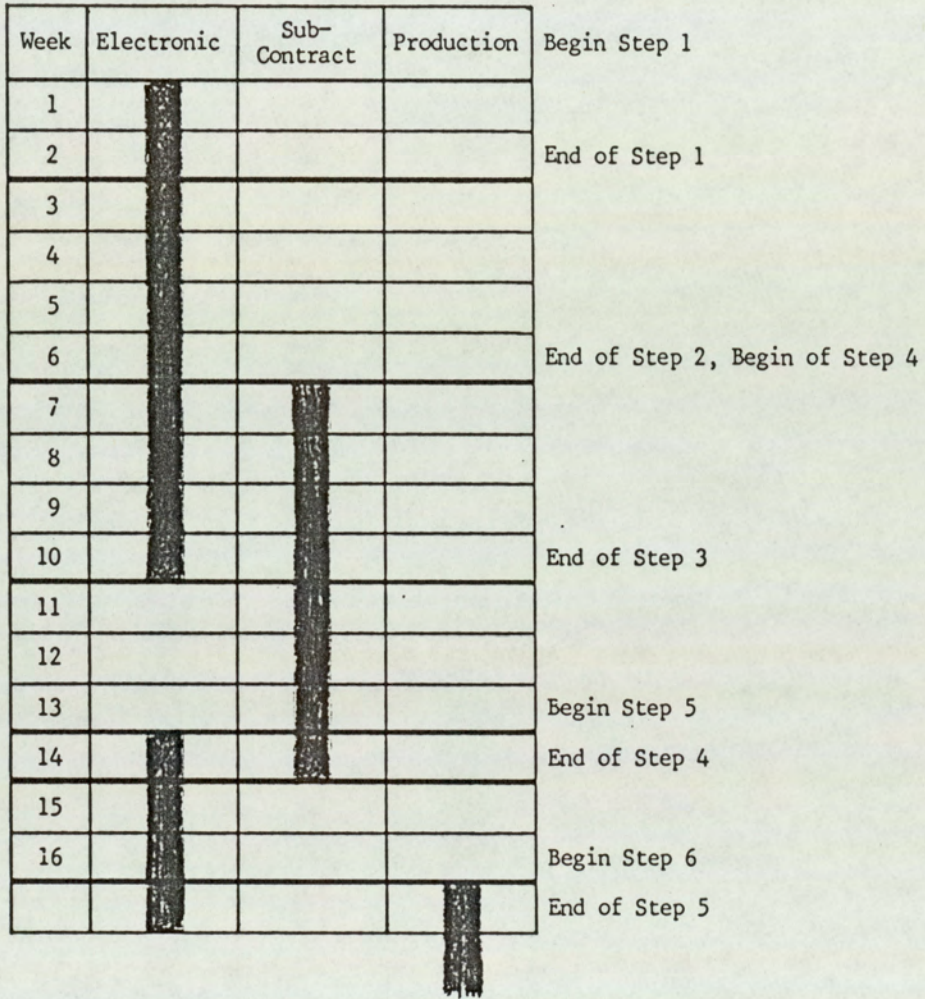 Week Electronic Sub-Contract Production Begin Step 1
1
2 End of Step 1
3
4
5
6 End of Step 2, Begin of Step 4
7
8
9
10 End of Step 3
11
12
13 Begin Step 5
14 End of Step 4
15
16 Begin Step 6
End of Step 5